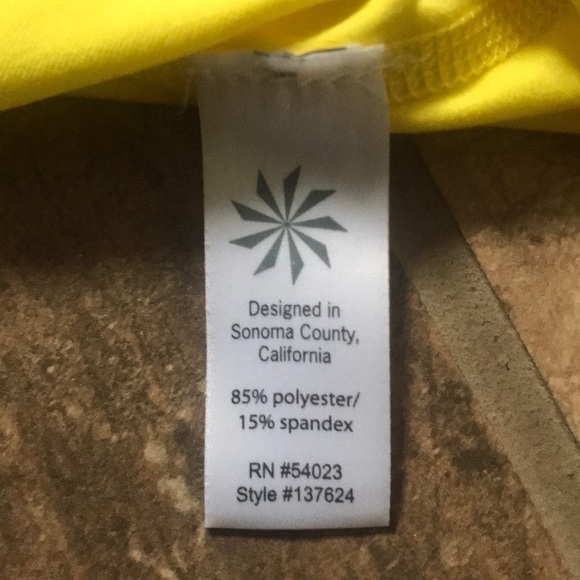 Designed in
Sonoma County,
California
85% polyester/
15% spandex
RN #54023
Style #137624